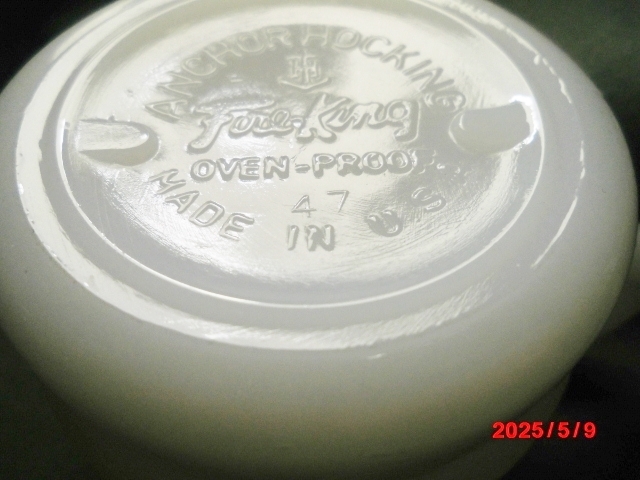 ANCHOR HOCKING
Fire-King
OVEN-PROOF
47
MADE IN U S
2025/5/9